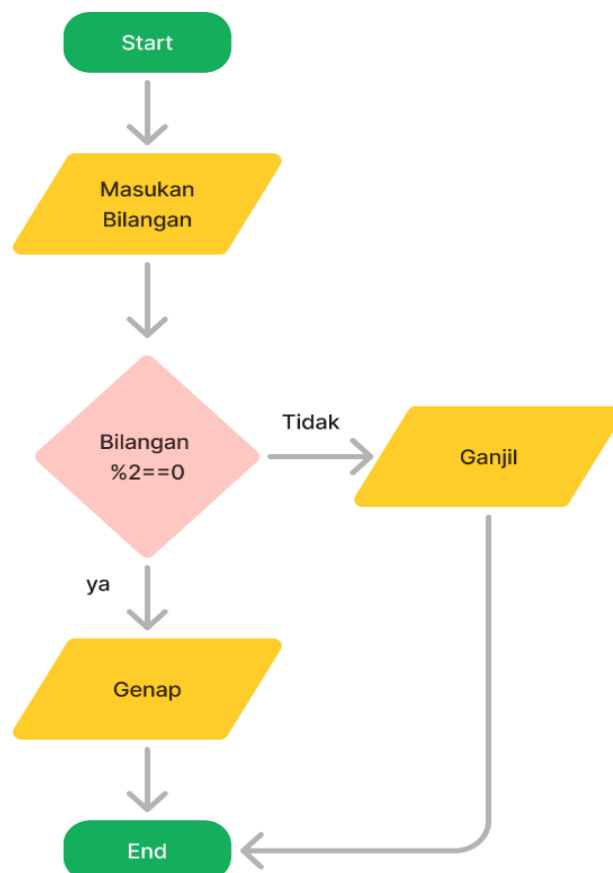 Start
Masukan
Bilangan
Bilangan
%2==0
Tidak
Ganjil
ya
Genap
End